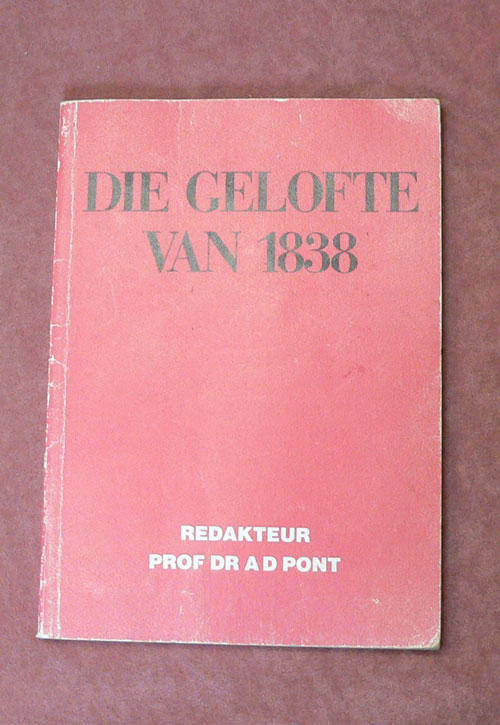 DIE GELOFTE
VAN 1838
REDAKTEUR
PROF DR A D PONT